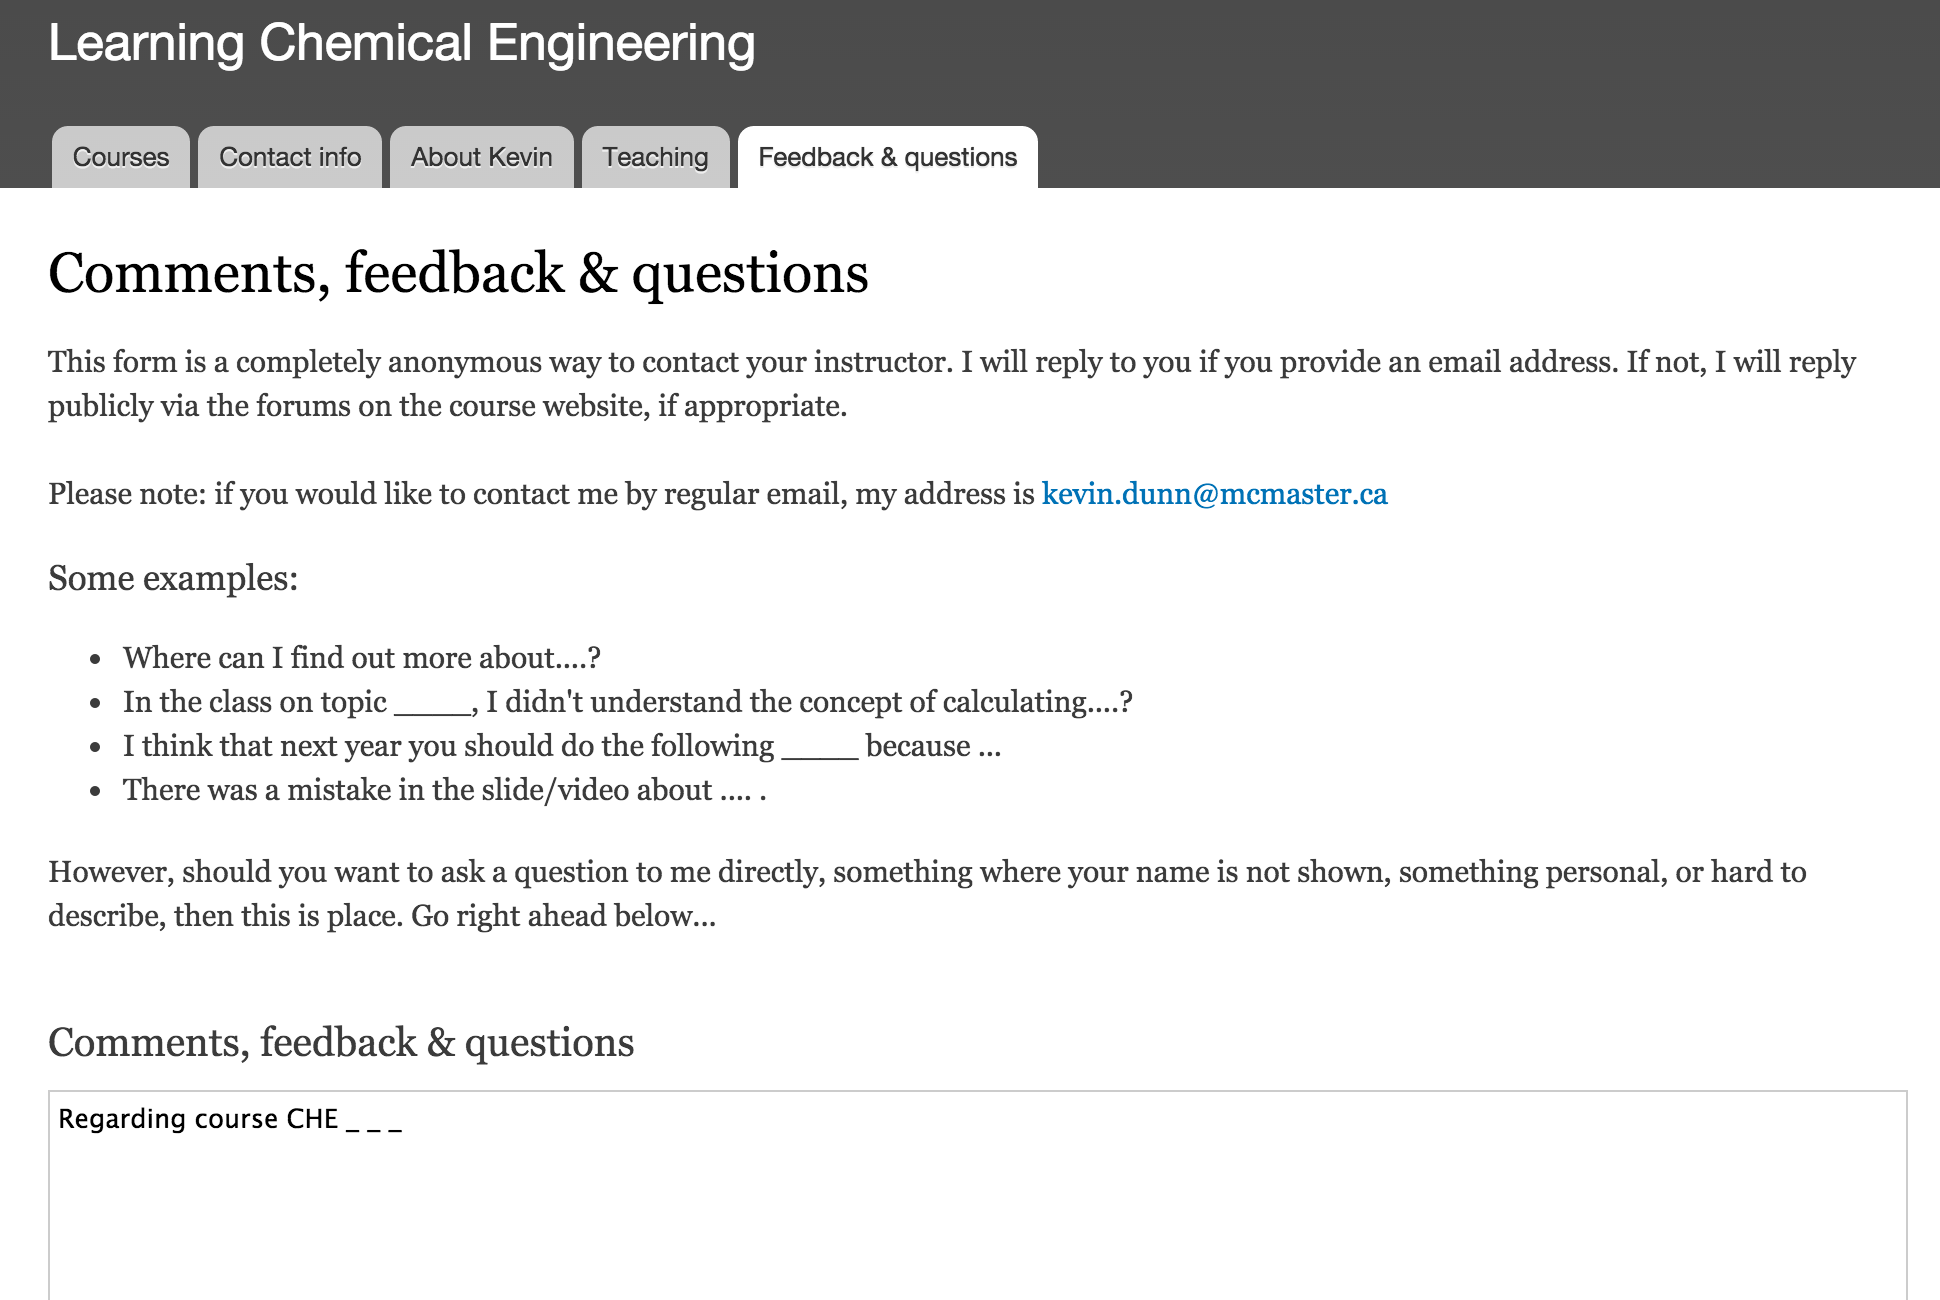 Learning Chemical Engineering
Courses
Contact info
About Kevin
Teaching
Feedback & questions
Comments, feedback & questions
This form is a completely anonymous way to contact your instructor. I will reply to you if you provide an email address. If not, I will reply
publicly via the forums on the course website, if appropriate.
Please note: if you would like to contact me by regular email, my address is kevin.dunn@mcmaster.ca
Some examples:
• Where can I find out more about....?
• In the class on topic _____, I didn't understand the concept of calculating....?
• I think that next year you should do the following _____ because ...
• There was a mistake in the slide/video about .... .
However, should you want to ask a question to me directly, something where your name is not shown, something personal, or hard to
describe, then this is place. Go right ahead below...
Comments, feedback & questions
Regarding course CHE _ _ _